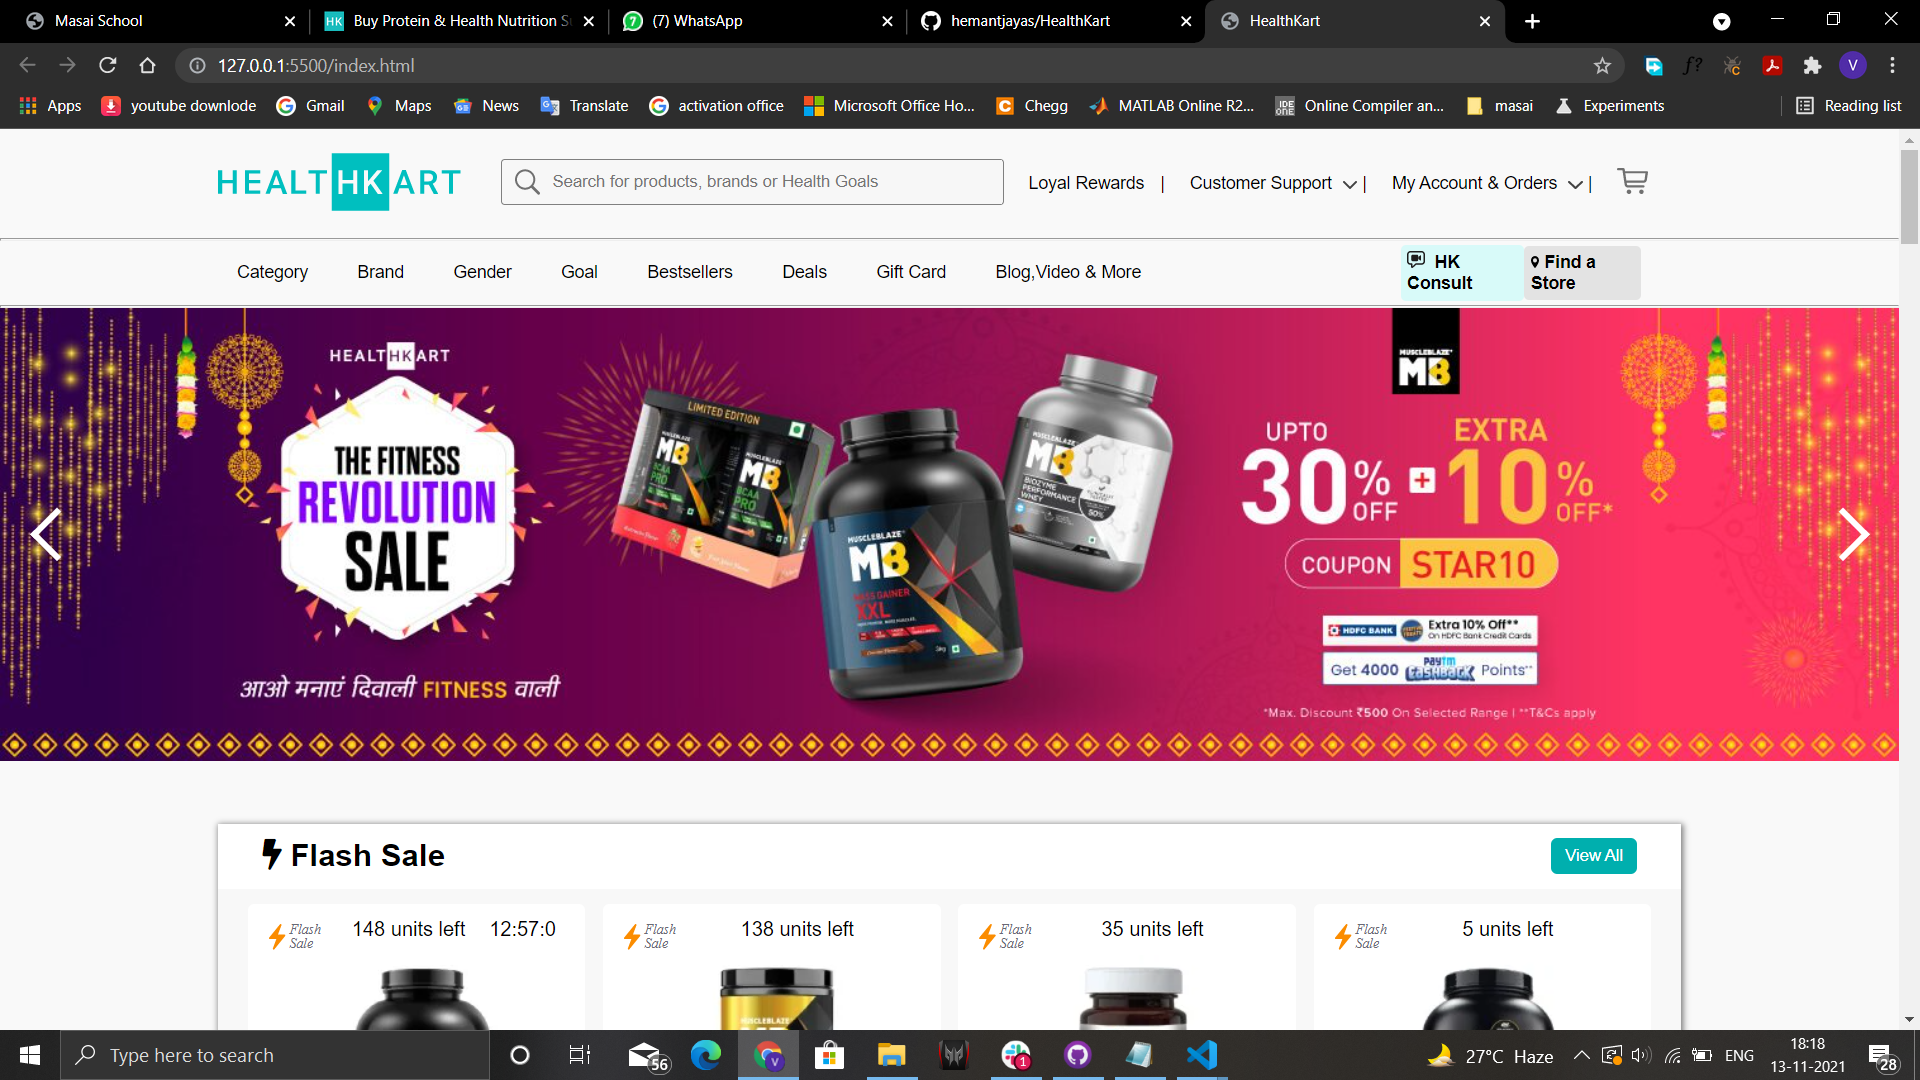 Masai School
Buy Protein & Health Nutrition S
(7) WhatsApp
hemantjayas/HealthKart
HealthKart
127.0.0.1:5500/index.html
V
Apps
youtube downlode
Gmail
Maps
News
Translate
activation office
Microsoft Office Ho...
Chegg
MATLAB Online R2...
Online Compiler an...
masai
Experiments
Reading list
HEALTHKART
Search for products, brands or Health Goals
Loyal Rewards |
Customer Support |
My Account & Orders |
Category
Brand
Gender
Goal
Bestsellers
Deals
Gift Card
Blog,Video & More
HK
Consult
Find a
Store
HEALTHKART
THE FITNESS
REVOLUTION
SALE
आओ मनाएं दिवाली FITNESS वाली
LIMITED EDITION
MUSCLEBLAZE
MB
BCAA
PRO
MUSCLEBLAZE
MB
BCAA
PRO
MUSCLEBLAZE
MB
MASS GAINER
XXL
MUSCLEBLAZE
MB
BIOZYME
PERFORMANCE
WHEY
50%
MUSCLEBLAZE
MB
UPTO
30% OFF
+
EXTRA
10% OFF*
COUPON STAR10
HDFC BANK
Extra 10% Off**
On HDFC Bank Credit Cards
Get 4000 paytm CASHBACK Points**
*Max. Discount ₹500 On Selected Range | **T&Cs apply
Flash Sale
View All
Flash
Sale
148 units left
12:57:0
Flash
Sale
138 units left
Flash
Sale
35 units left
Flash
Sale
5 units left
MUSCLEBLAZE
Type here to search
56
V
1
27°C Haze
ENG
18:18
13-11-2021
28